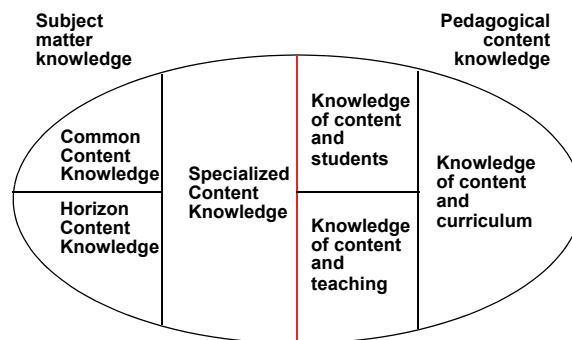 Subject
matter
knowledge
Pedagogical
content
knowledge
Common
Content
Knowledge
Horizon
Content
Knowledge
Specialized
Content
Knowledge
Knowledge
of content
and
students
Knowledge
of content
and
teaching
Knowledge
of content
and
curriculum